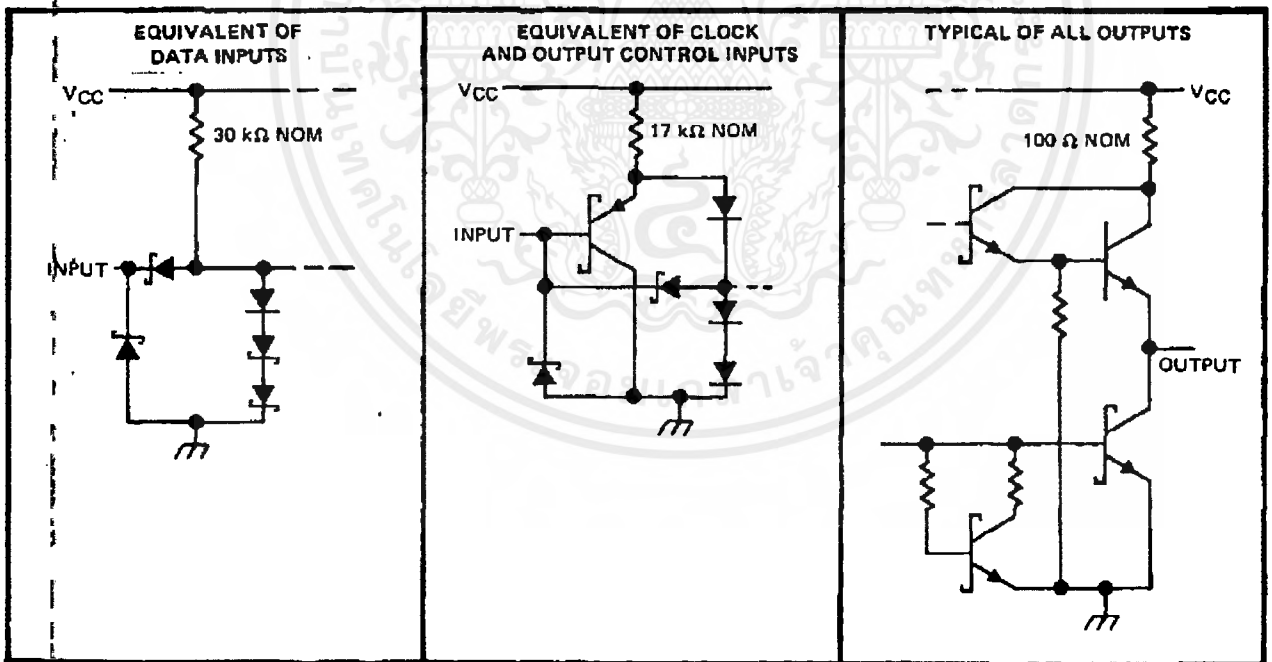 EQUIVALENT OF
DATA INPUTS
VCC
30 kΩ NOM
INPUT
EQUIVALENT OF CLOCK
AND OUTPUT CONTROL INPUTS
VCC
17 kΩ NOM
INPUT
TYPICAL OF ALL OUTPUTS
VCC
100 Ω NOM
OUTPUT